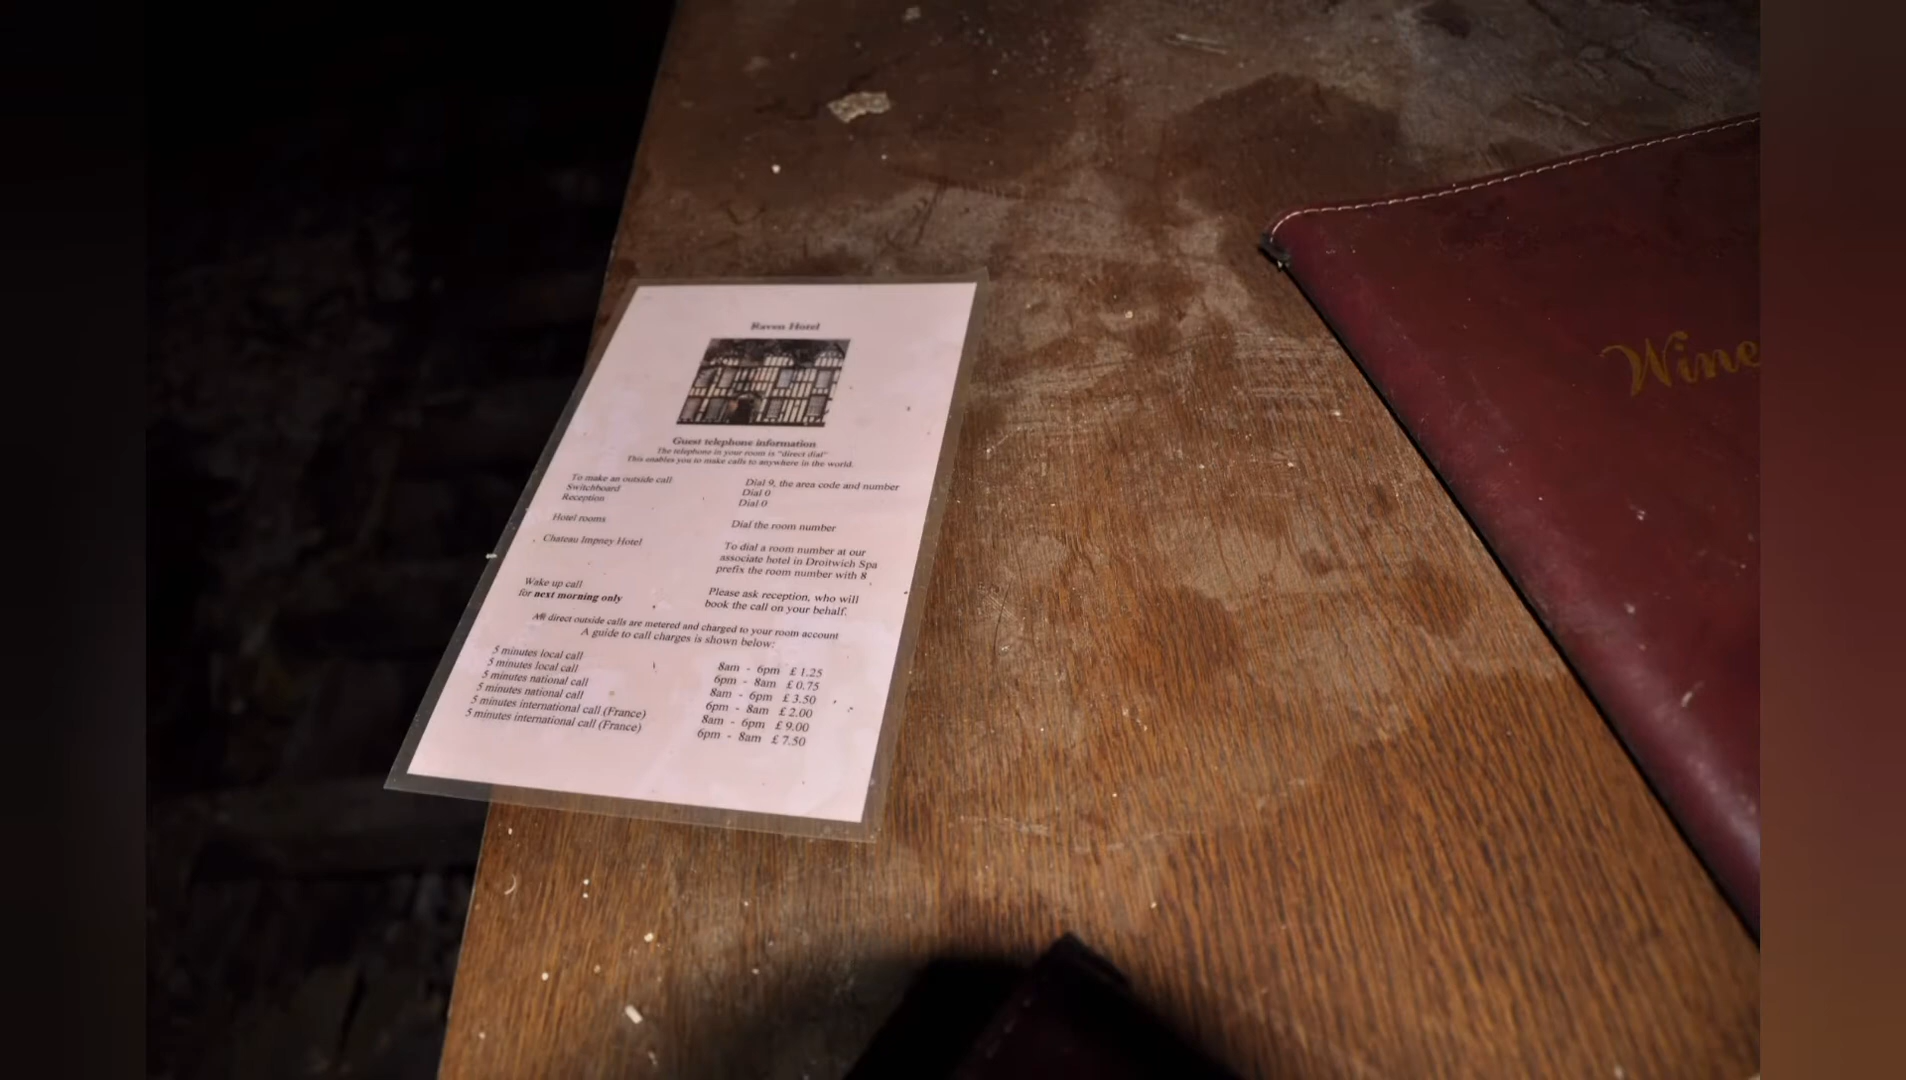 Raven Hotel
Guest telephone information
The telephone in your room is "direct dial"
This enables you to make calls to anywhere in the world.
To make an outside call Dial 9, the area code and number
Switchboard Dial 0
Reception Dial 0
Hotel rooms Dial the room number
Chateau Impney Hotel To dial a room number at our
associate hotel in Droitwich Spa
prefix the room number with 8
Wake up call Please ask reception, who will
for next morning only book the call on your behalf.
All direct outside calls are metered and charged to your room account
A guide to call charges is shown below:
5 minutes local call 8am - 6pm £ 1.25
5 minutes local call 6pm - 8am £ 0.75
5 minutes national call 8am - 6pm £ 3.50
5 minutes national call 6pm - 8am £ 2.00
5 minutes international call (France) 8am - 6pm £ 9.00
5 minutes international call (France) 6pm - 8am £ 7.50
Wine